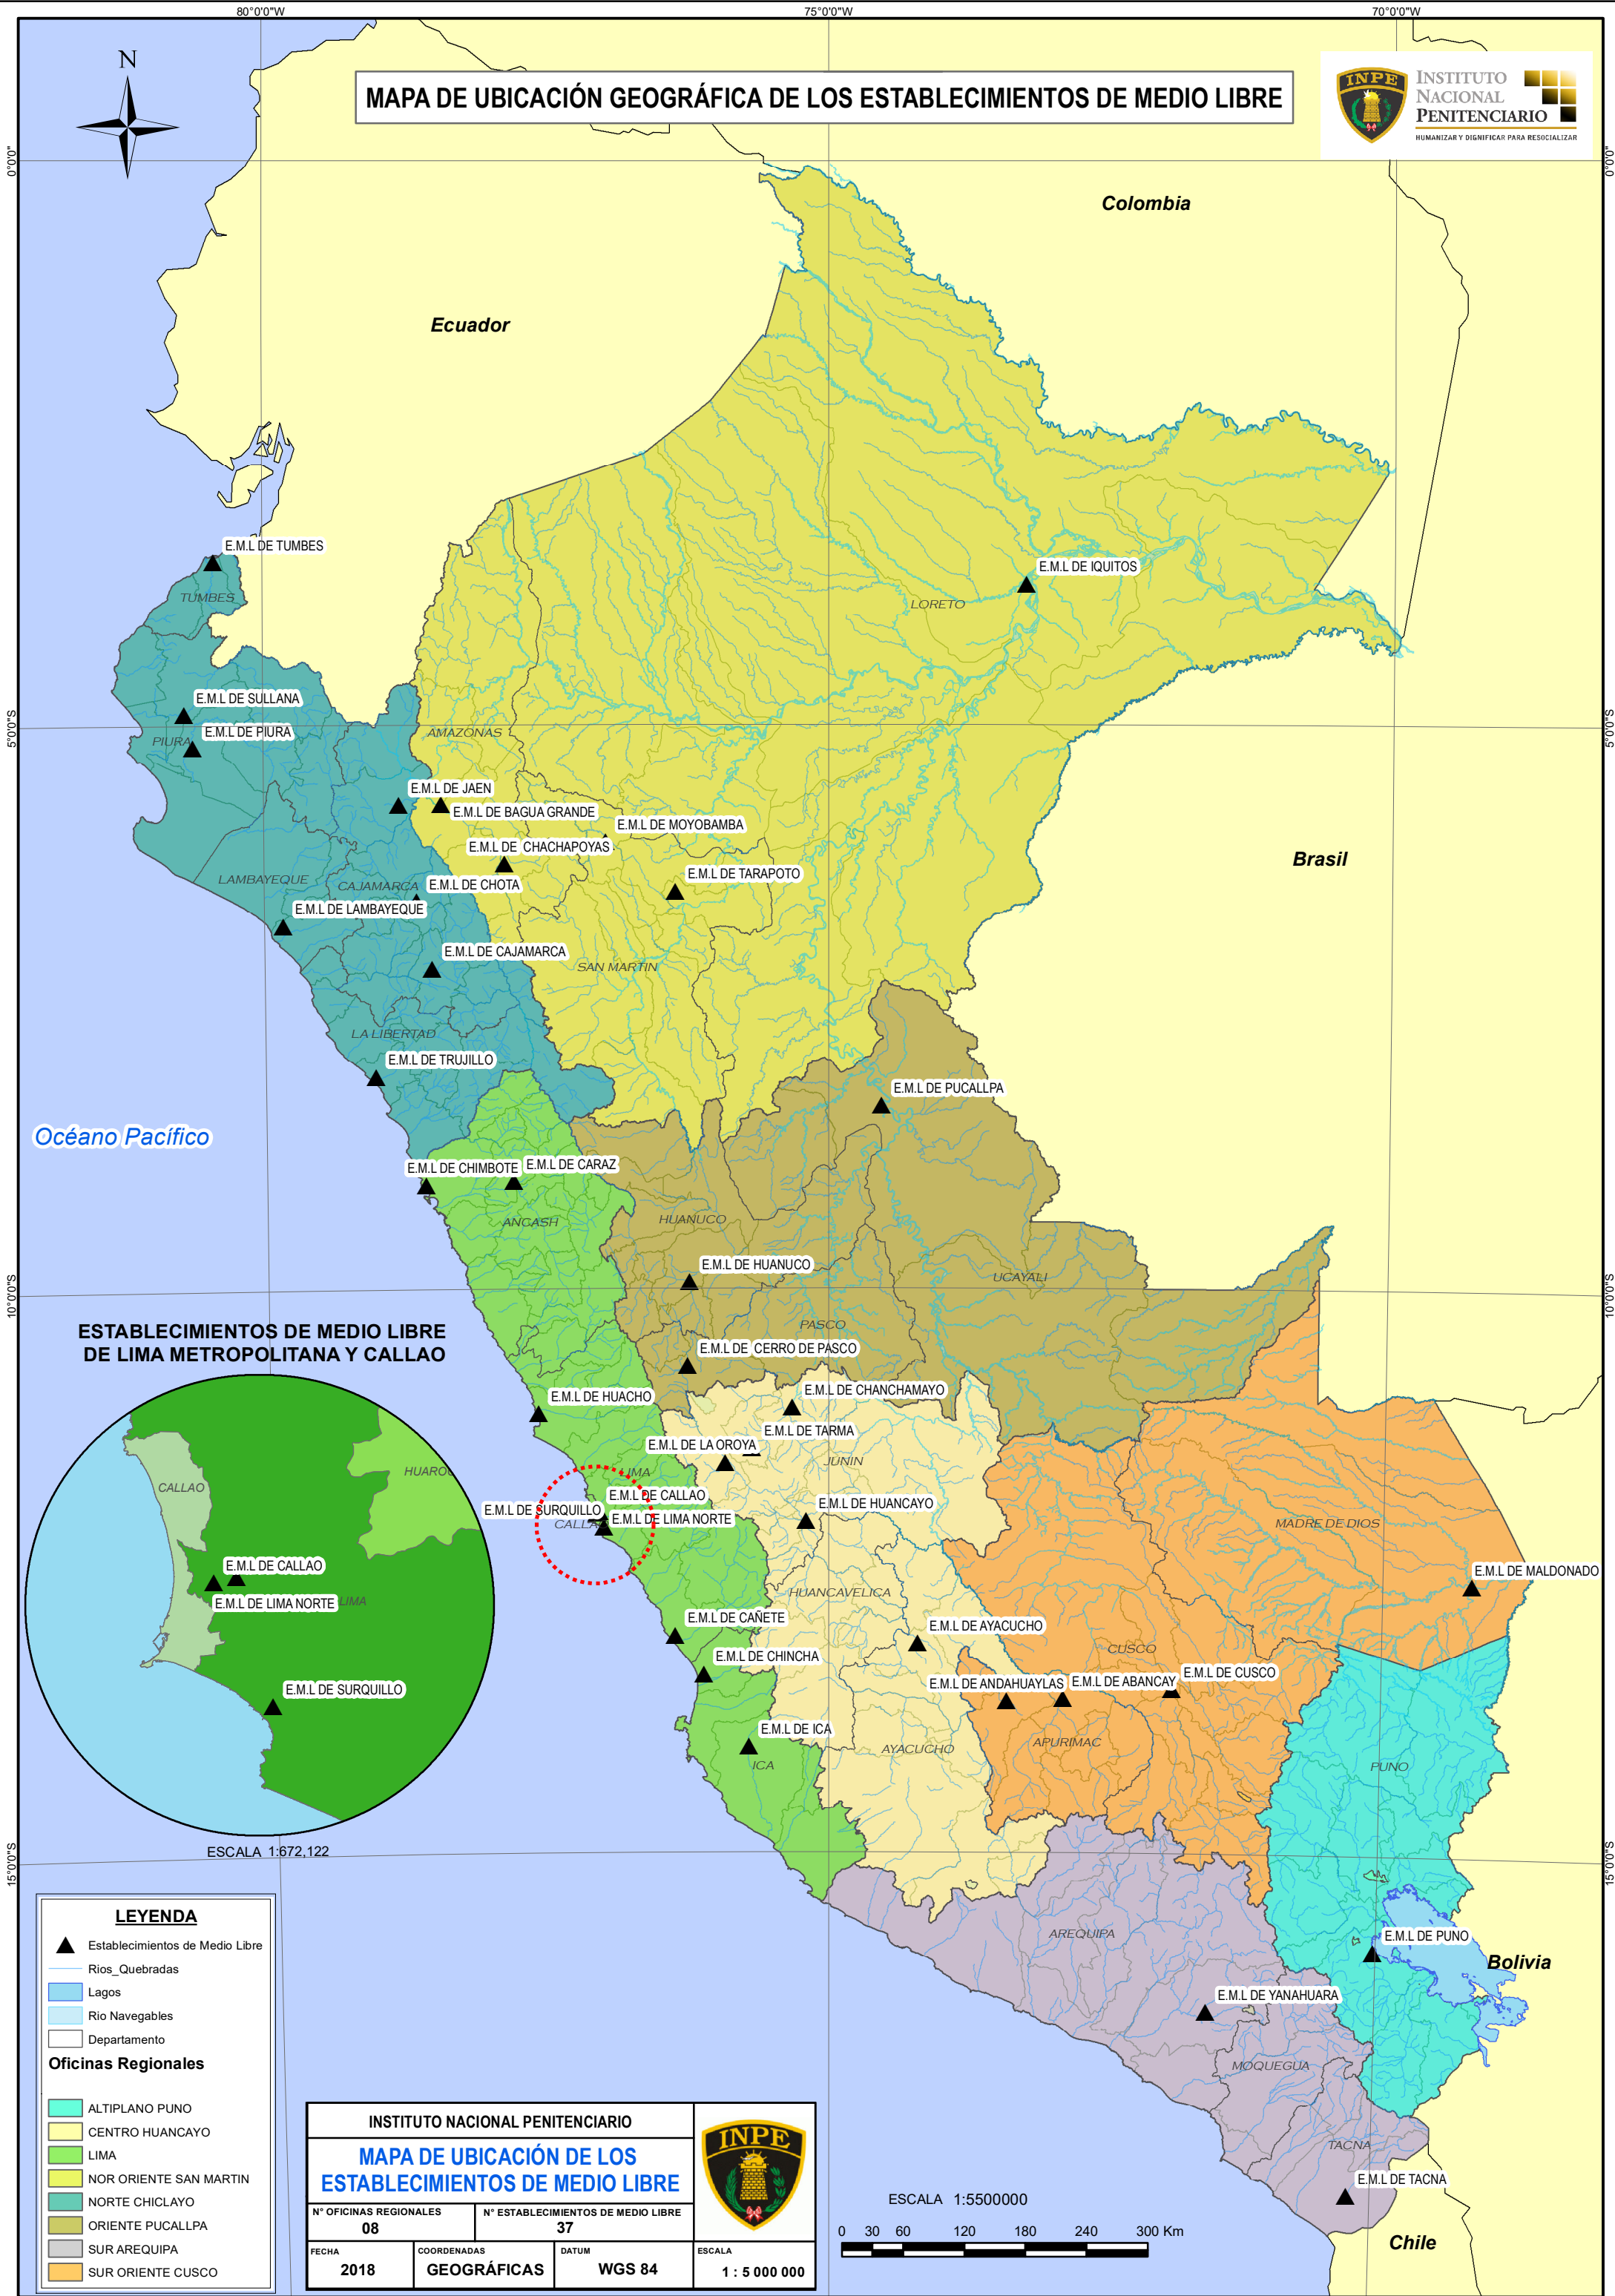 80°0'0"W
75°0'0"W
70°0'0"W
N
MAPA DE UBICACIÓN GEOGRÁFICA DE LOS ESTABLECIMIENTOS DE MEDIO LIBRE
INPE
INSTITUTO
NACIONAL
PENITENCIARIO
HUMANIZAR Y DIGNIFICAR PARA RESOCIALIZAR
0°0'0"
0°0'0"
Colombia
Ecuador
E.M.L DE TUMBES
TUMBES
E.M.L DE IQUITOS
LORETO
E.M.L DE SULLANA
E.M.L DE PIURA
PIURA
AMAZONAS
5°0'0"S
5°0'0"S
E.M.L DE JAEN
E.M.L DE BAGUA GRANDE
E.M.L DE MOYOBAMBA
E.M.L DE CHACHAPOYAS
Brasil
E.M.L DE TARAPOTO
LAMBAYEQUE
CAJAMARCA
E.M.L DE CHOTA
E.M.L DE LAMBAYEQUE
E.M.L DE CAJAMARCA
SAN MARTIN
LA LIBERTAD
E.M.L DE TRUJILLO
E.M.L DE PUCALLPA
Océano Pacífico
E.M.L DE CHIMBOTE
E.M.L DE CARAZ
ANCASH
HUANUCO
E.M.L DE HUANUCO
UCAYALI
10°0'0"S
10°0'0"S
PASCO
E.M.L DE CERRO DE PASCO
ESTABLECIMIENTOS DE MEDIO LIBRE
DE LIMA METROPOLITANA Y CALLAO
E.M.L DE HUACHO
E.M.L DE CHANCHAMAYO
E.M.L DE TARMA
E.M.L DE LA OROYA
JUNIN
LIMA
E.M.L DE CALLAO
E.M.L DE SURQUILLO
E.M.L DE LIMA NORTE
CALLA
E.M.L DE HUANCAYO
MADRE DE DIOS
CALLAO
HUARO
E.M.L DE CALLAO
E.M.L DE LIMA NORTE
LIMA
E.M.L DE SURQUILLO
ESCALA 1:672,122
E.M.L DE MALDONADO
HUANCAVELICA
E.M.L DE CAÑETE
E.M.L DE AYACUCHO
CUSCO
E.M.L DE CHINCHA
E.M.L DE ANDAHUAYLAS
E.M.L DE ABANCAY
E.M.L DE CUSCO
E.M.L DE ICA
ICA
AYACUCHO
APURIMAC
PUNO
15°0'0"S
15°0'0"S
AREQUIPA
E.M.L DE PUNO
Bolivia
E.M.L DE YANAHUARA
MOQUEGUA
TACNA
E.M.L DE TACNA
Chile
LEYENDA
Establecimientos de Medio Libre
Rios_Quebradas
Lagos
Rio Navegables
Departamento
Oficinas Regionales
ALTIPLANO PUNO
CENTRO HUANCAYO
LIMA
NOR ORIENTE SAN MARTIN
NORTE CHICLAYO
ORIENTE PUCALLPA
SUR AREQUIPA
SUR ORIENTE CUSCO
INSTITUTO NACIONAL PENITENCIARIO
MAPA DE UBICACIÓN DE LOS
ESTABLECIMIENTOS DE MEDIO LIBRE
INPE
N° OFICINAS REGIONALES
08
N° ESTABLECIMIENTOS DE MEDIO LIBRE
37
FECHA
2018
COORDENADAS
GEOGRÁFICAS
DATUM
WGS 84
ESCALA
1 : 5 000 000
ESCALA 1:5500000
0 30 60 120 180 240 300 Km